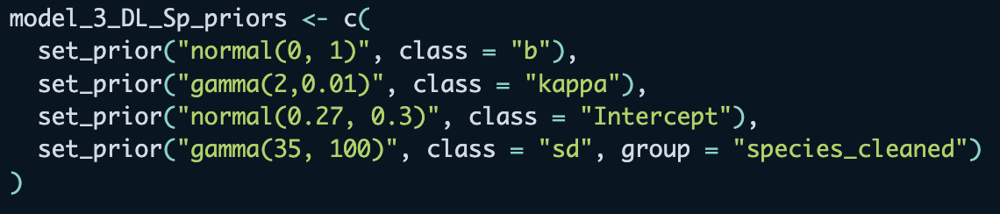 model_3_DL_Sp_priors <- c(
  set_prior("normal(0, 1)", class = "b"),
  set_prior("gamma(2,0.01)", class = "kappa"),
  set_prior("normal(0.27, 0.3)", class = "Intercept"),
  set_prior("gamma(35, 100)", class = "sd", group = "species_cleaned")
)